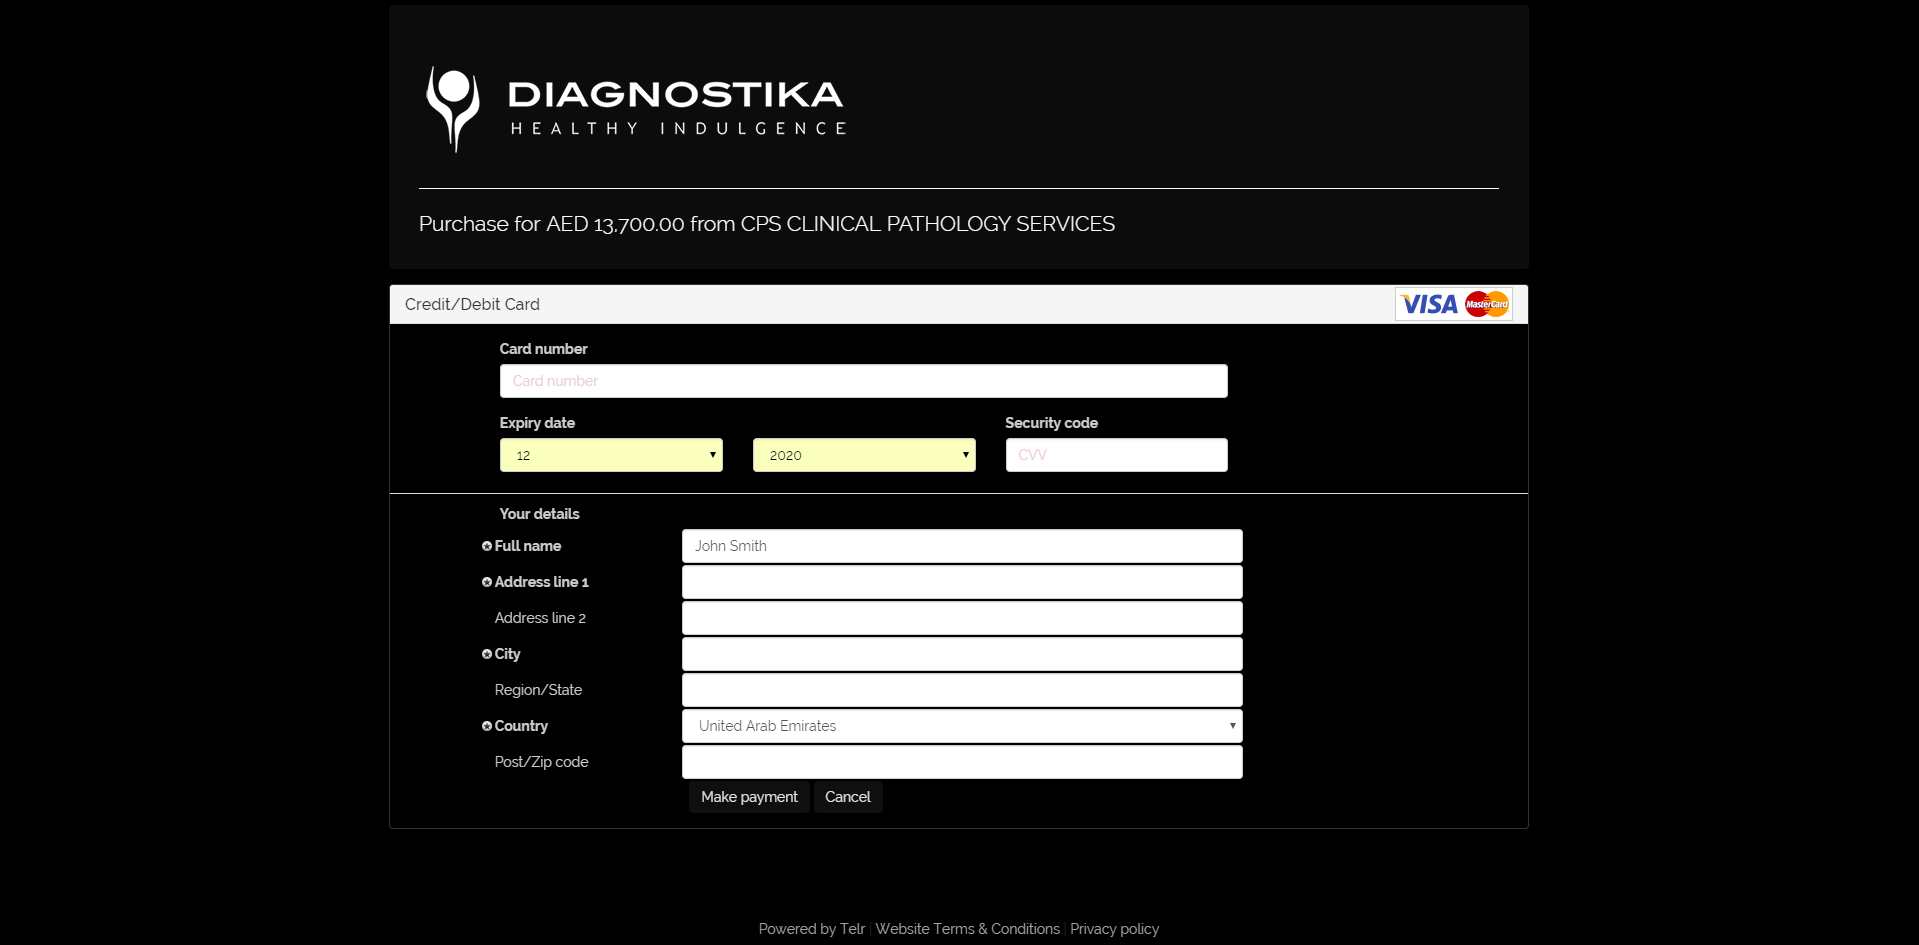 DIAGNOSTIKA
HEALTHY INDULGENCE
Purchase for AED 13,700.00 from CPS CLINICAL PATHOLOGY SERVICES
Credit/Debit Card
VISA MasterCard
Card number
Card number
Expiry date Security code
12 2020 CVV
Your details
Full name John Smith
Address line 1
Address line 2
City
Region/State
Country United Arab Emirates
Post/Zip code
Make payment Cancel
Powered by Telr | Website Terms & Conditions | Privacy policy